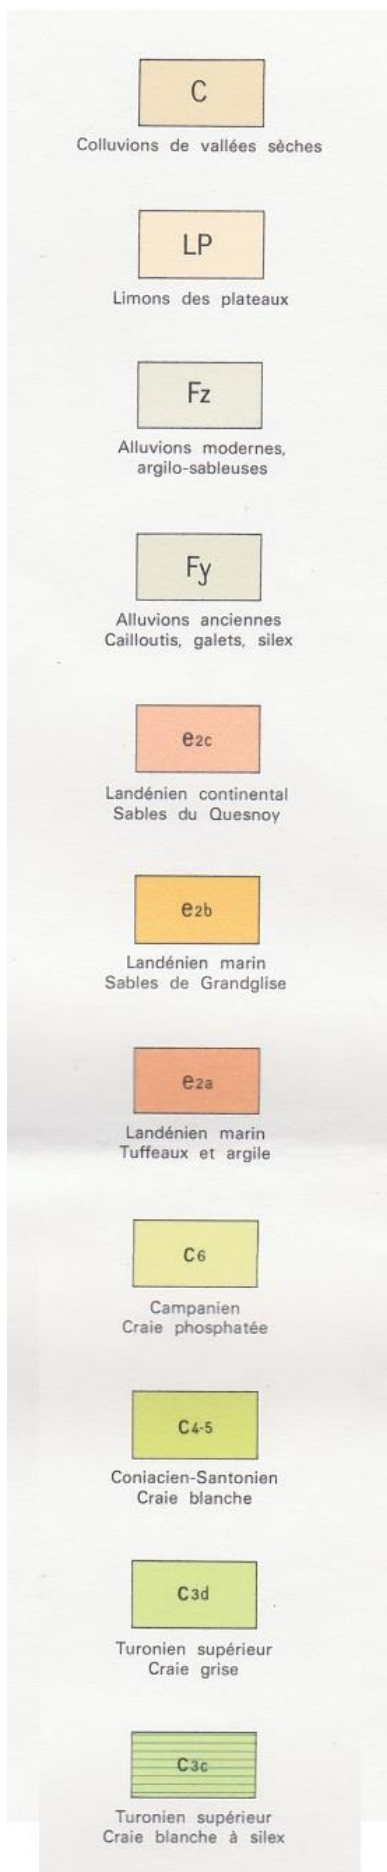 C
Colluvions de vallées sèches
LP
Limons des plateaux
Fz
Alluvions modernes,
argilo-sableuses
Fy
Alluvions anciennes
Cailloutis, galets, silex
e2c
Landénien continental
Sables du Quesnoy
e2b
Landénien marin
Sables de Grandglise
e2a
Landénien marin
Tuffeaux et argile
c6
Campanien
Craie phosphatée
c4-5
Coniacien-Santonien
Craie blanche
c3d
Turonien supérieur
Craie grise
c3c
Turonien supérieur
Craie blanche à silex